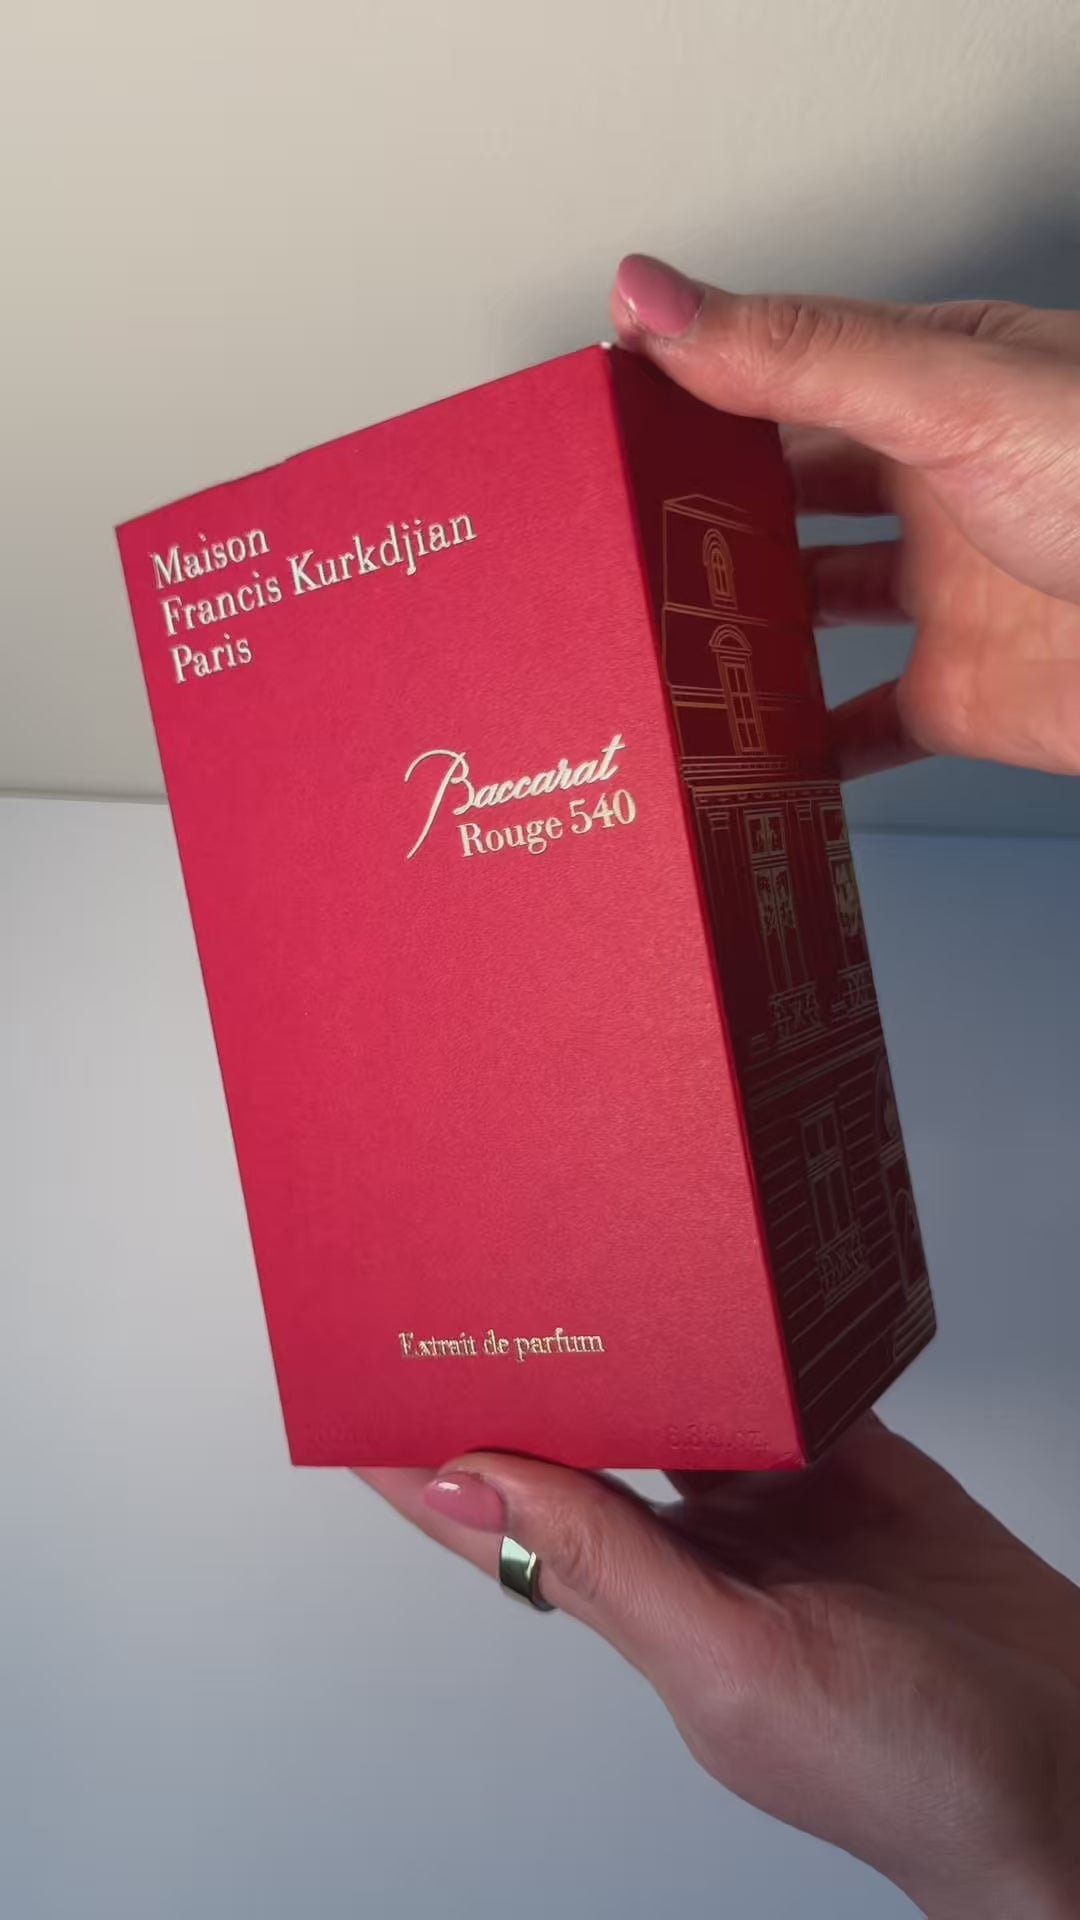 Maison
Francis Kurkdjian
Paris
Baccarat
Rouge 540
Extrait de parfum